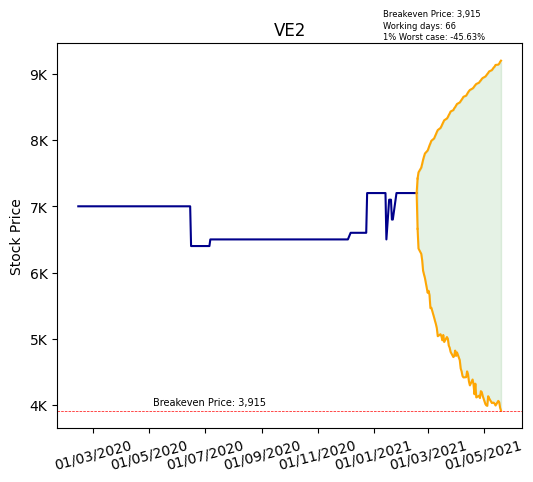 Breakeven Price: 3,915
Working days: 66
1% Worst case: -45.63%
VE2
Stock Price
9K
8K
7K
6K
5K
4K
Breakeven Price: 3,915
01/03/2020
01/05/2020
01/07/2020
01/09/2020
01/11/2020
01/01/2021
01/03/2021
01/05/2021